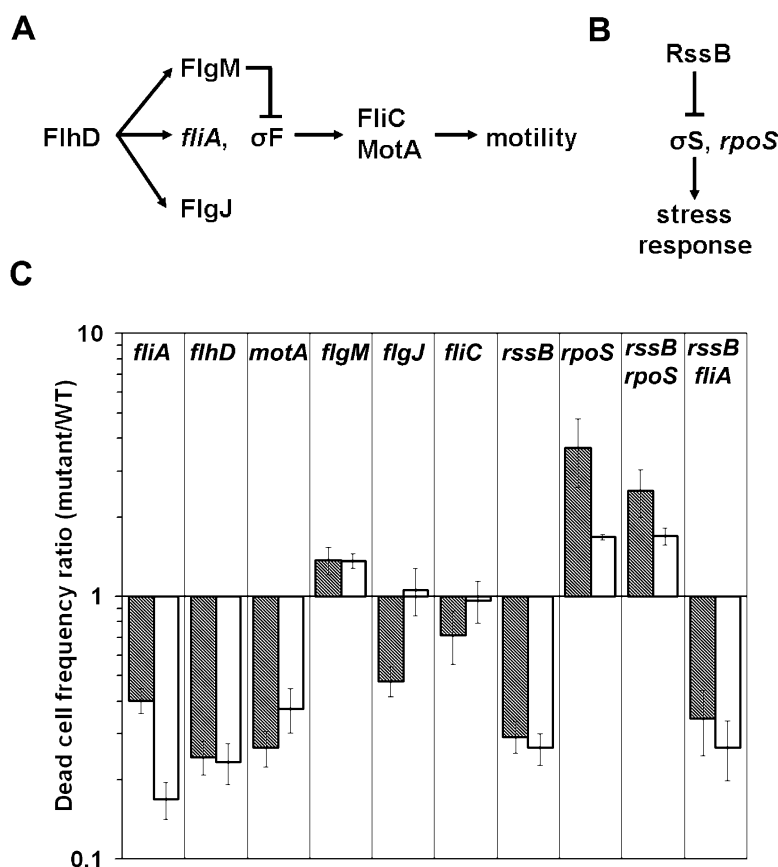 A
B
FlgM
RssB
FlhD
fliA, σF
FliC
MotA
motility
σS, rpoS
FlgJ
stress
response
C
Dead cell frequency ratio (mutant/WT)
10
1
0.1
fliA
flhD
motA
flgM
flgJ
fliC
rssB
rpoS
rssB
rpoS
rssB
fliA